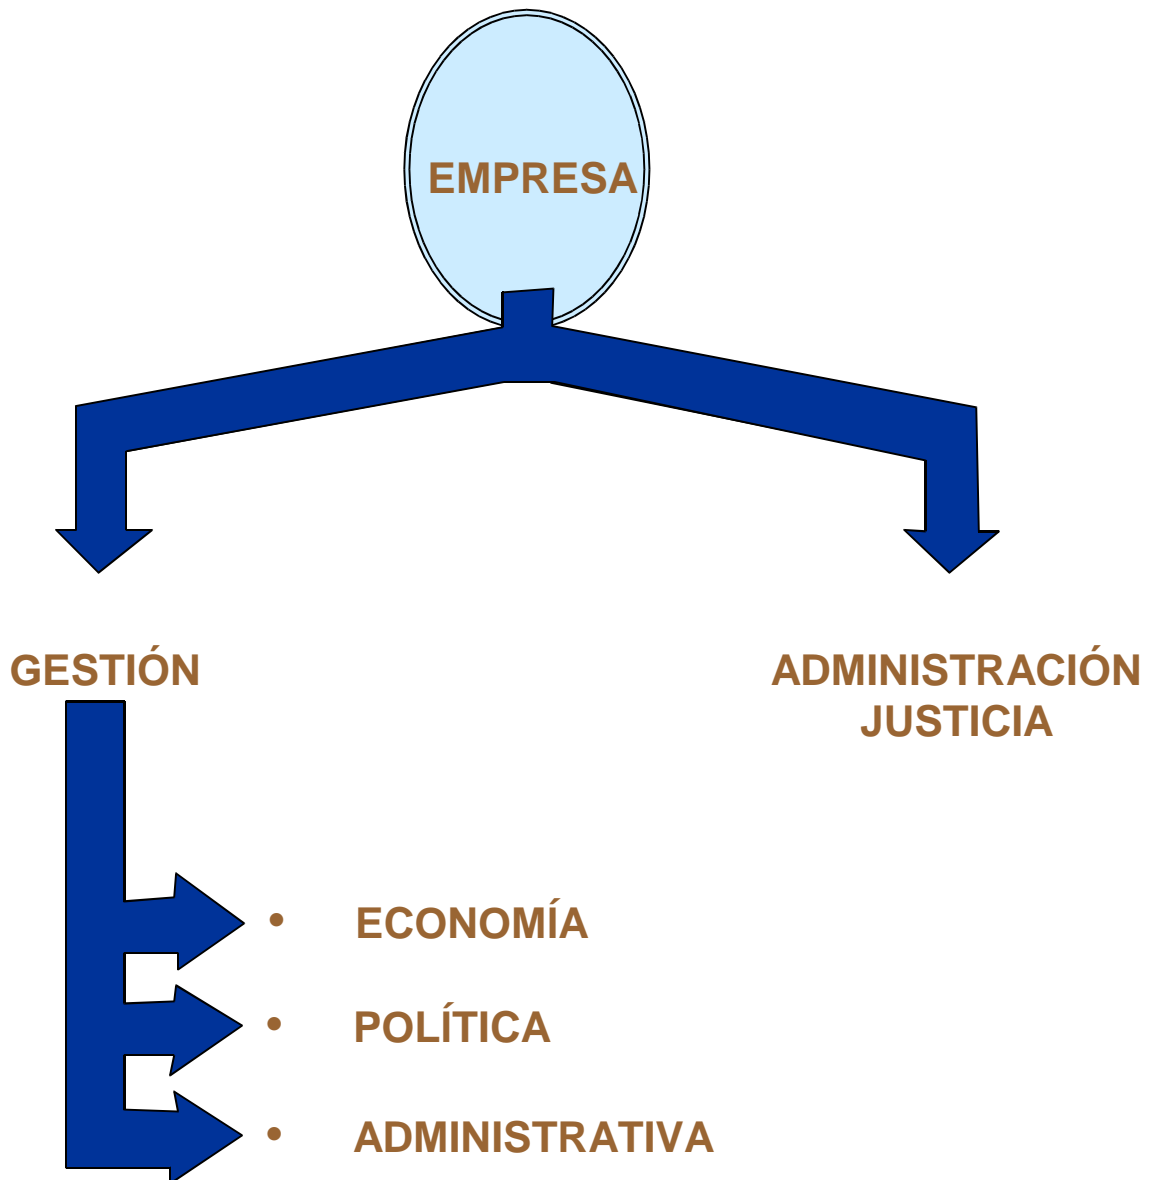 EMPRESA
GESTIÓN
ADMINISTRACIÓN
JUSTICIA
• ECONOMÍA
• POLÍTICA
• ADMINISTRATIVA